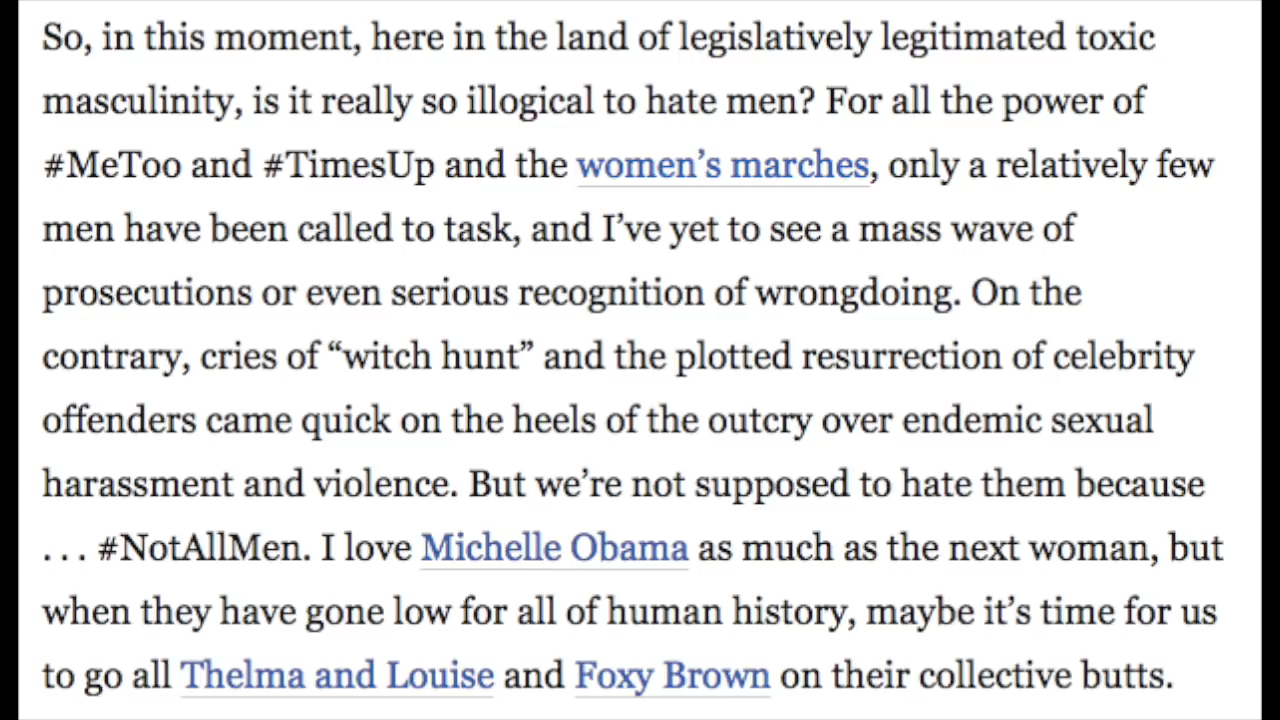 So, in this moment, here in the land of legislatively legitimated toxic
masculinity, is it really so illogical to hate men? For all the power of
#MeToo and #TimesUp and the women’s marches, only a relatively few
men have been called to task, and I’ve yet to see a mass wave of
prosecutions or even serious recognition of wrongdoing. On the
contrary, cries of “witch hunt” and the plotted resurrection of celebrity
offenders came quick on the heels of the outcry over endemic sexual
harassment and violence. But we’re not supposed to hate them because
. . . #NotAllMen. I love Michelle Obama as much as the next woman, but
when they have gone low for all of human history, maybe it’s time for us
to go all Thelma and Louise and Foxy Brown on their collective butts.